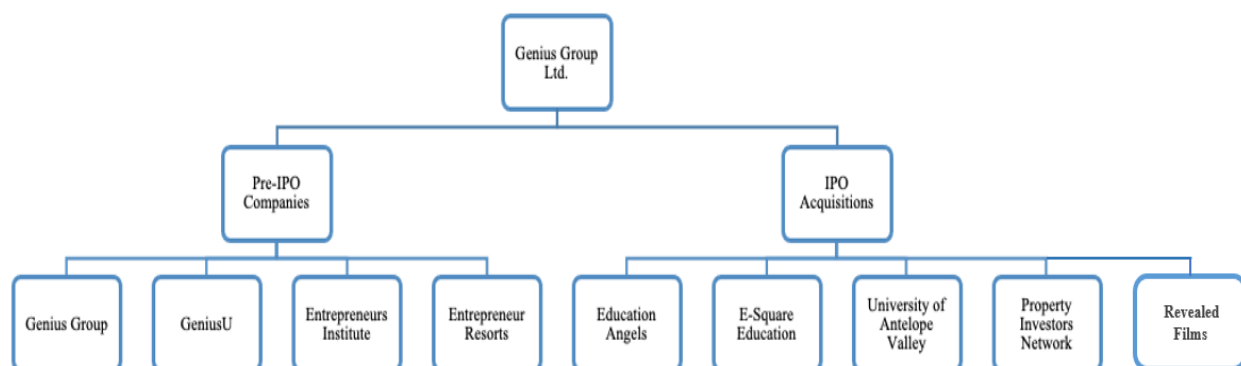 Genius Group
Ltd.
Pre-IPO
Companies
IPO
Acquisitions
Genius Group
GeniusU
Entrepreneurs
Institute
Entrepreneur
Resorts
Education
Angels
E-Square
Education
University of
Antelope
Valley
Property
Investors
Network
Revealed
Films